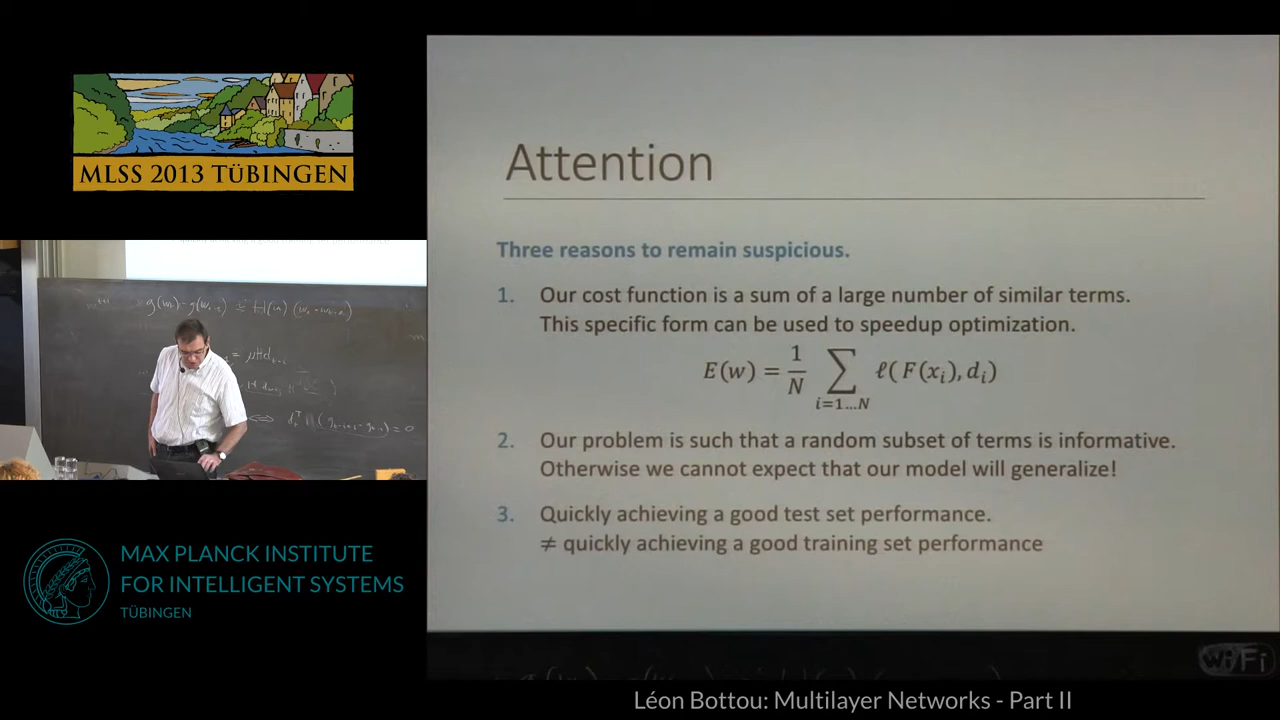 MLSS 2013 TÜBINGEN
Attention
Three reasons to remain suspicious.
1. Our cost function is a sum of a large number of similar terms.
This specific form can be used to speedup optimization.
E(w) = 1/N ∑ i=1…N ℓ( F(xᵢ), dᵢ)
2. Our problem is such that a random subset of terms is informative.
Otherwise we cannot expect that our model will generalize!
3. Quickly achieving a good test set performance.
≠ quickly achieving a good training set performance
MAX PLANCK INSTITUTE
FOR INTELLIGENT SYSTEMS
TÜBINGEN
WiFi
Léon Bottou: Multilayer Networks - Part II